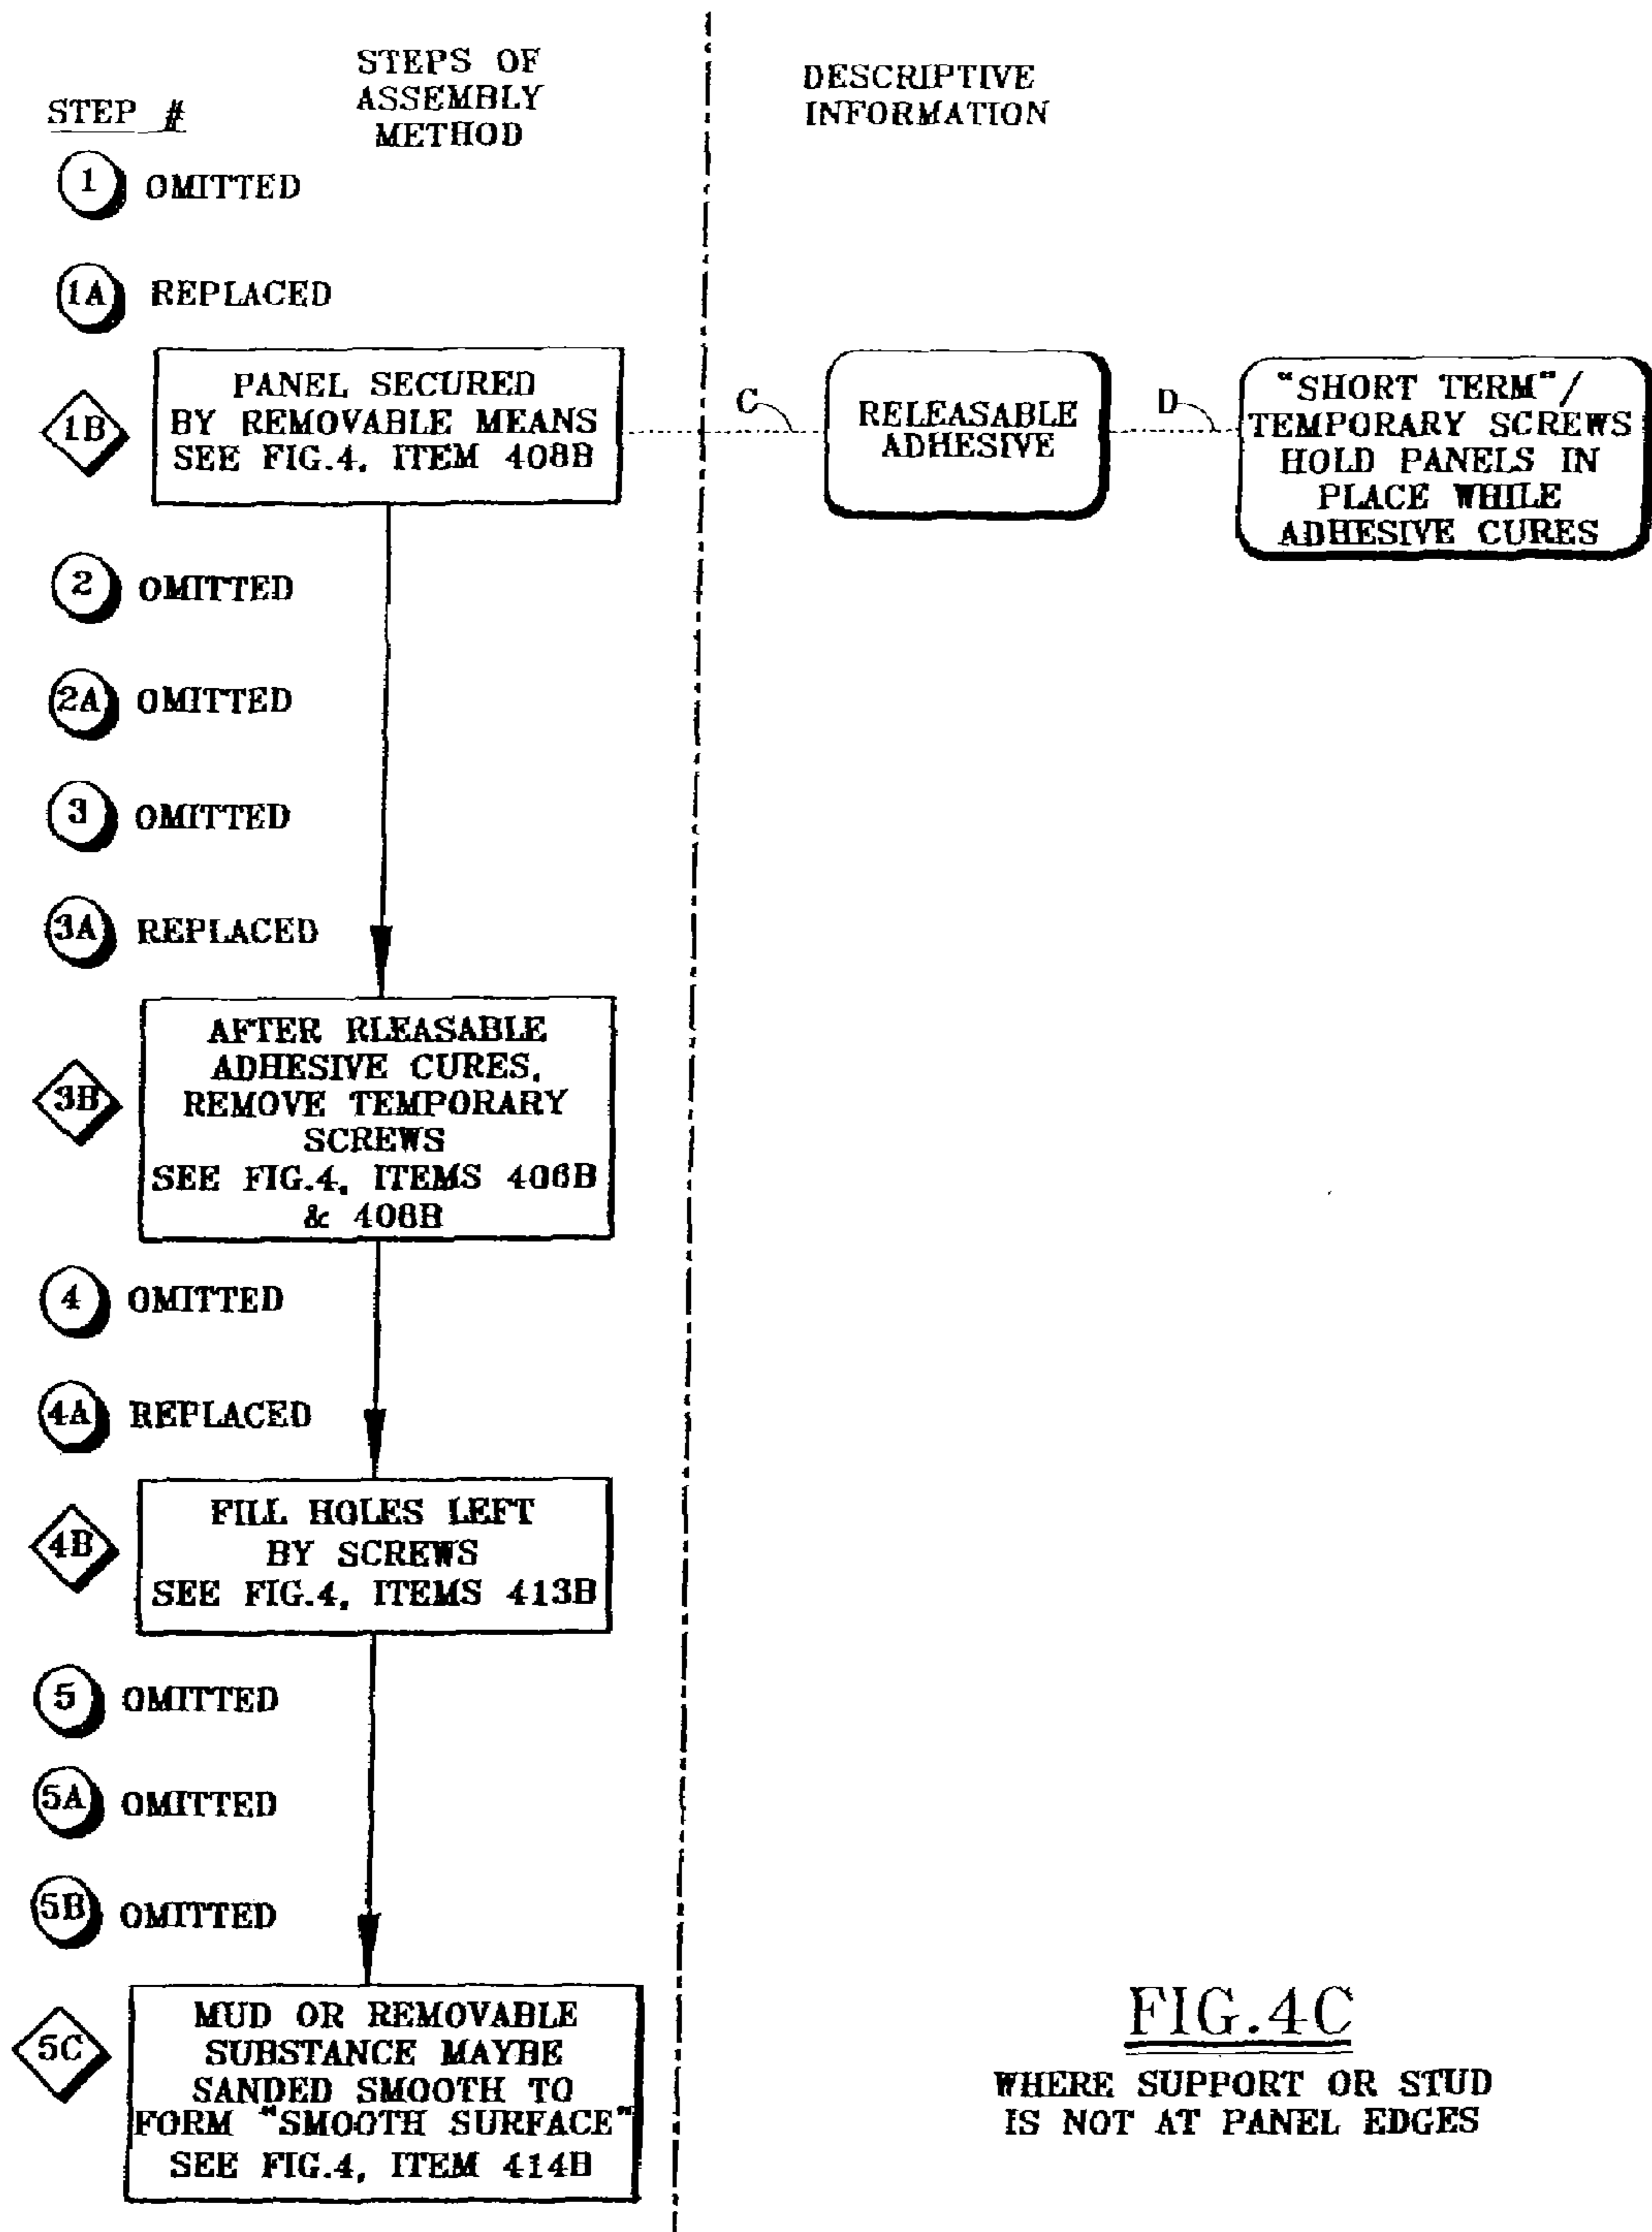 STEP #
STEPS OF
ASSEMBLY
METHOD
DESCRIPTIVE
INFORMATION
1 OMITTED
1A REPLACED
1B
PANEL SECURED
BY REMOVABLE MEANS
SEE FIG.4, ITEM 408B
C
RELEASABLE
ADHESIVE
D
"SHORT TERM"/
TEMPORARY SCREWS
HOLD PANELS IN
PLACE WHILE
ADHESIVE CURES
2 OMITTED
2A OMITTED
3 OMITTED
3A REPLACED
3B
AFTER RLEASABLE
ADHESIVE CURES,
REMOVE TEMPORARY
SCREWS
SEE FIG.4, ITEMS 406B
& 408B
4 OMITTED
4A REPLACED
4B
FILL HOLES LEFT
BY SCREWS
SEE FIG.4, ITEMS 413B
5 OMITTED
5A OMITTED
5B OMITTED
5C
MUD OR REMOVABLE
SUBSTANCE MAYBE
SANDED SMOOTH TO
FORM "SMOOTH SURFACE"
SEE FIG.4, ITEM 414B
FIG.4C
WHERE SUPPORT OR STUD
IS NOT AT PANEL EDGES